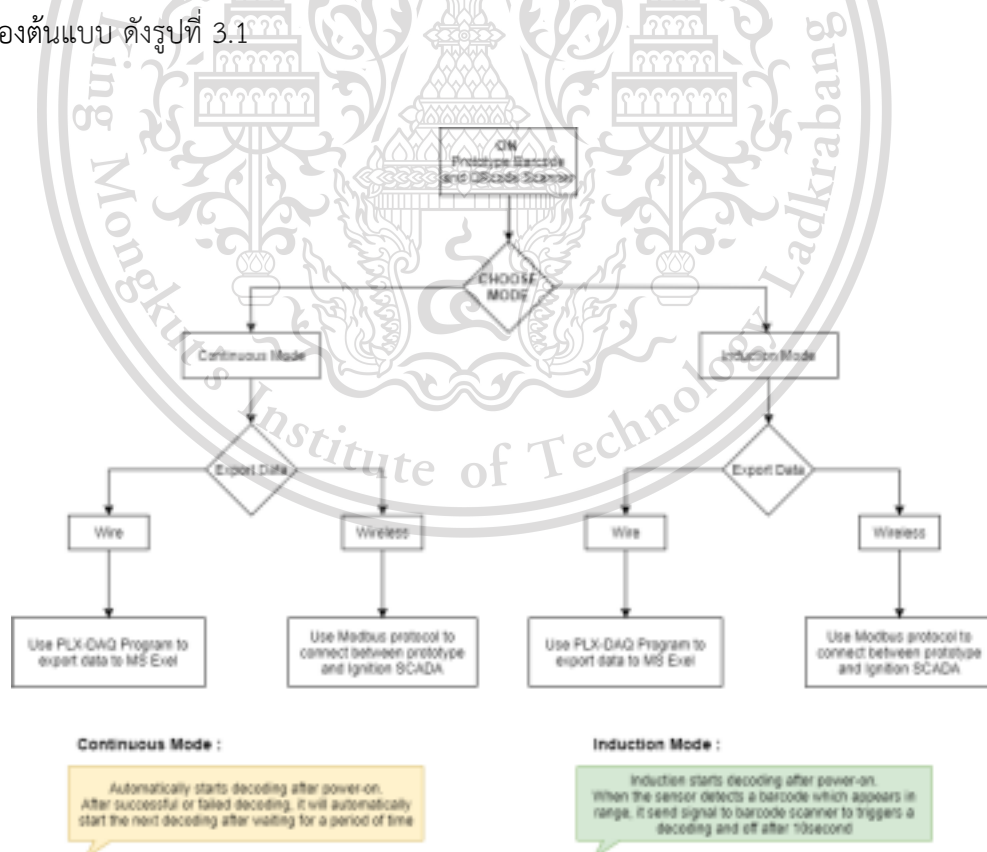 องต้นแบบ ดังรูปที่ 3.1
ON
Prototype Barcode
and QRcode Scanner
CHOOSE
MODE
Continuous Mode
Induction Mode
Export Data
Export Data
Wire
Wireless
Wire
Wireless
Use PLX-DAQ Program to
export data to MS Exel
Use Modbus protocol to
connect between prototype
and Ignition SCADA
Use PLX-DAQ Program to
export data to MS Exel
Use Modbus protocol to
connect between prototype
and Ignition SCADA
Continuous Mode :
Induction Mode :
Automatically starts decoding after power-on.
After successful or failed decoding, it will automatically
start the next decoding after waiting for a period of time
Induction starts decoding after power-on.
When the sensor detects a barcode which appears in
range, it send signal to barcode scanner to triggers a
decoding and off after 10second
Mongkut's Institute of Technology Ladkrabang